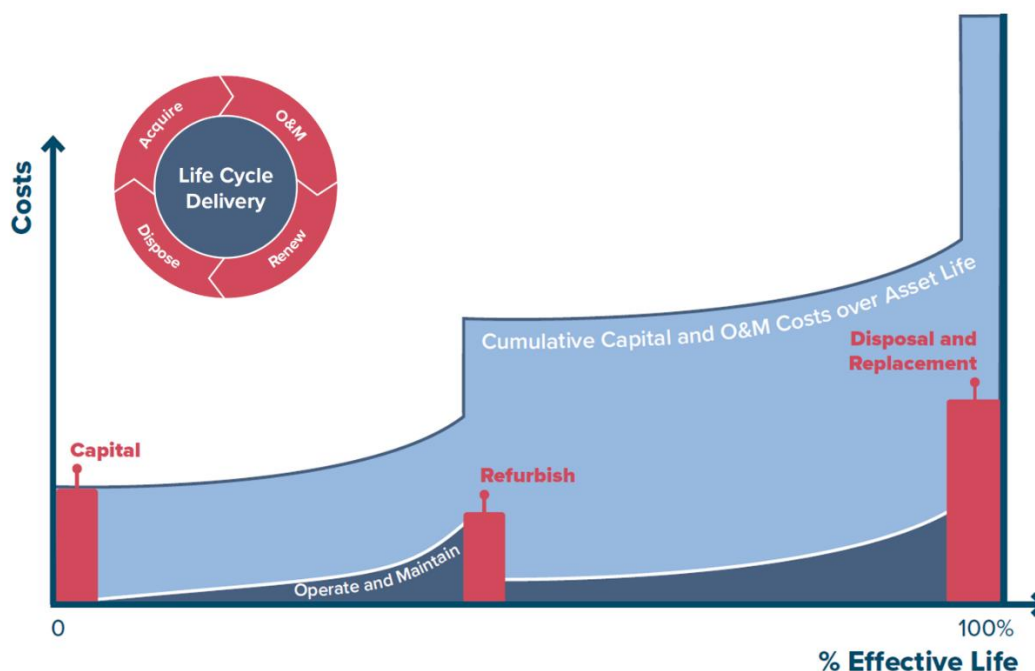 Costs
Acquire
O&M
Renew
Dispose
Life Cycle
Delivery
Cumulative Capital and O&M Costs over Asset Life
Disposal and
Replacement
Capital
Refurbish
Operate and Maintain
0
100%
% Effective Life